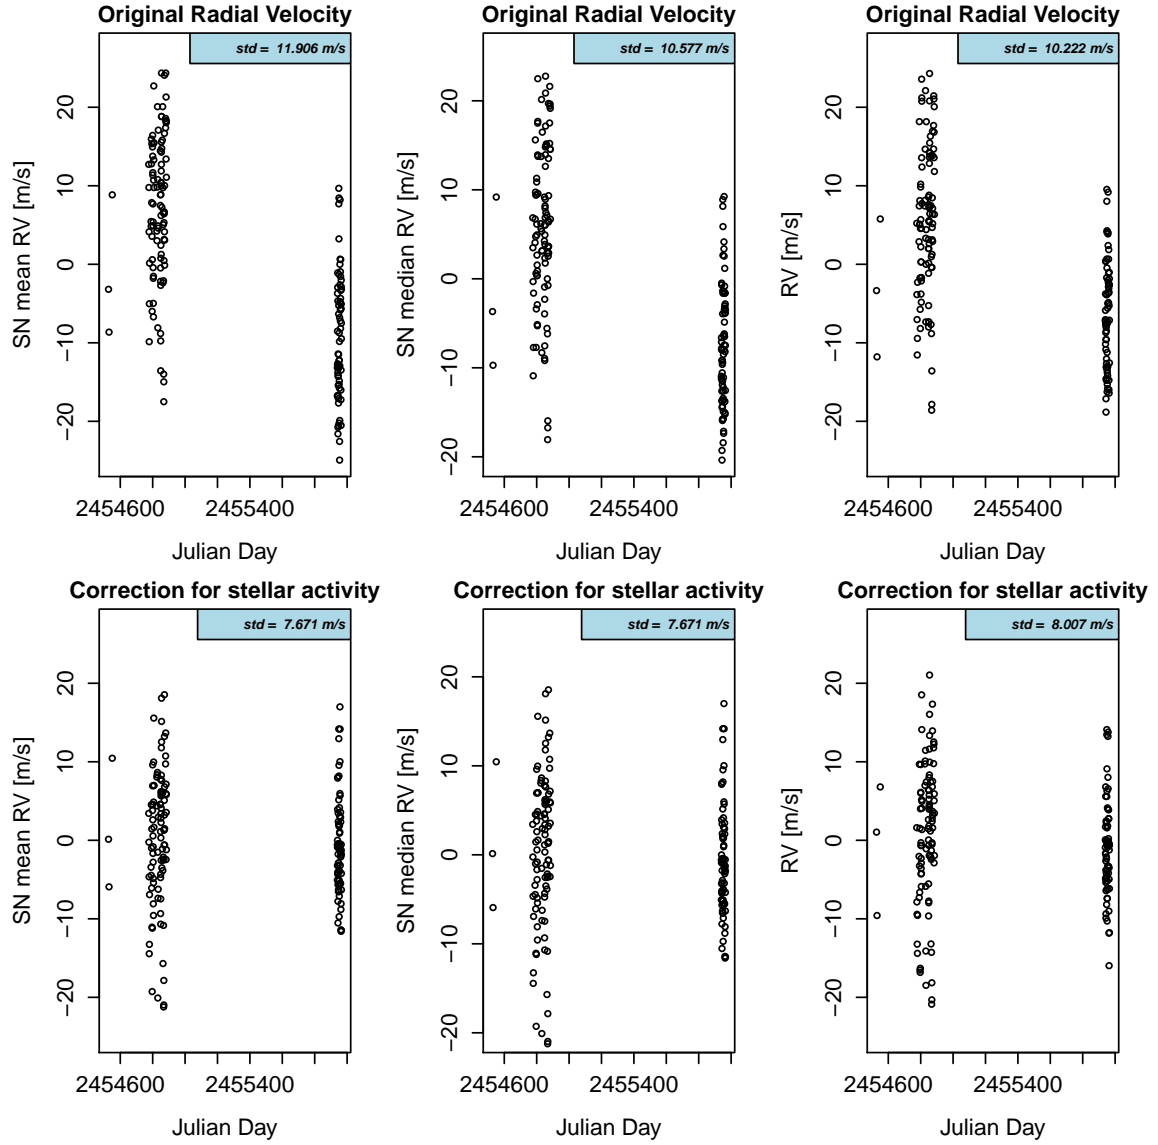 Original Radial Velocity
std = 11.906 m/s
SN mean RV [m/s]
20
10
0
−10
−20
2454600
2455400
Julian Day
Original Radial Velocity
std = 10.577 m/s
SN median RV [m/s]
20
10
0
−10
−20
2454600
2455400
Julian Day
Original Radial Velocity
std = 10.222 m/s
RV [m/s]
20
10
0
−10
−20
2454600
2455400
Julian Day
Correction for stellar activity
std = 7.671 m/s
SN mean RV [m/s]
20
10
0
−10
−20
2454600
2455400
Julian Day
Correction for stellar activity
std = 7.671 m/s
SN median RV [m/s]
20
10
0
−10
−20
2454600
2455400
Julian Day
Correction for stellar activity
std = 8.007 m/s
RV [m/s]
20
10
0
−10
−20
2454600
2455400
Julian Day